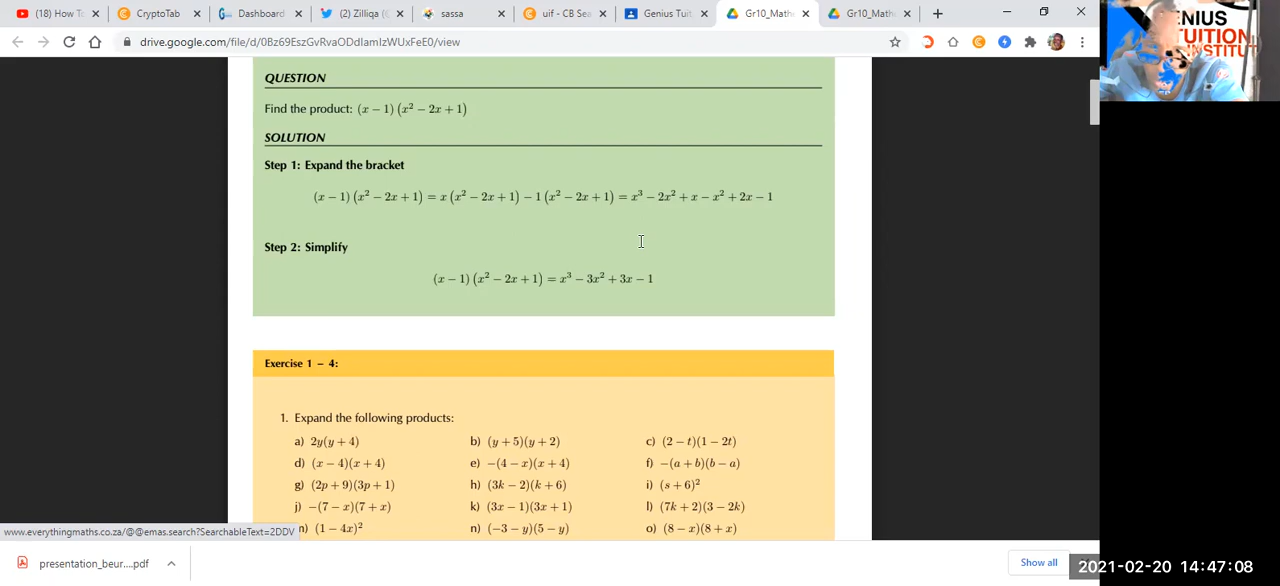 (18) How To
CryptoTab
Dashboard
(2) Zilliqa (
sassa
uif - CB Sea
Genius Tuit
Gr10_Mathe
Gr10_Mathe
drive.google.com/file/d/0Bz69EszGvRvaODdIamIzWUxFeE0/view
QUESTION
Find the product: (x − 1) (x² − 2x + 1)
SOLUTION
Step 1: Expand the bracket
(x − 1) (x² − 2x + 1) = x (x² − 2x + 1) − 1 (x² − 2x + 1) = x³ − 2x² + x − x² + 2x − 1
Step 2: Simplify
(x − 1) (x² − 2x + 1) = x³ − 3x² + 3x − 1
Exercise 1 – 4:
1. Expand the following products:
a) 2y(y + 4) b) (y + 5)(y + 2) c) (2 − t)(1 − 2t)
d) (x − 4)(x + 4) e) −(4 − x)(x + 4) f) −(a + b)(b − a)
g) (2p + 9)(3p + 1) h) (3k − 2)(k + 6) i) (s + 6)²
j) −(7 − x)(7 + x) k) (3x − 1)(3x + 1) l) (7k + 2)(3 − 2k)
n) (1 − 4x)² n) (−3 − y)(5 − y) o) (8 − x)(8 + x)
www.everythingmaths.co.za/@@emas.search?SearchableText=2DDV
presentation_beur....pdf
Show all
2021-02-20 14:47:08
ENIUS
TUITION
INSTITUT